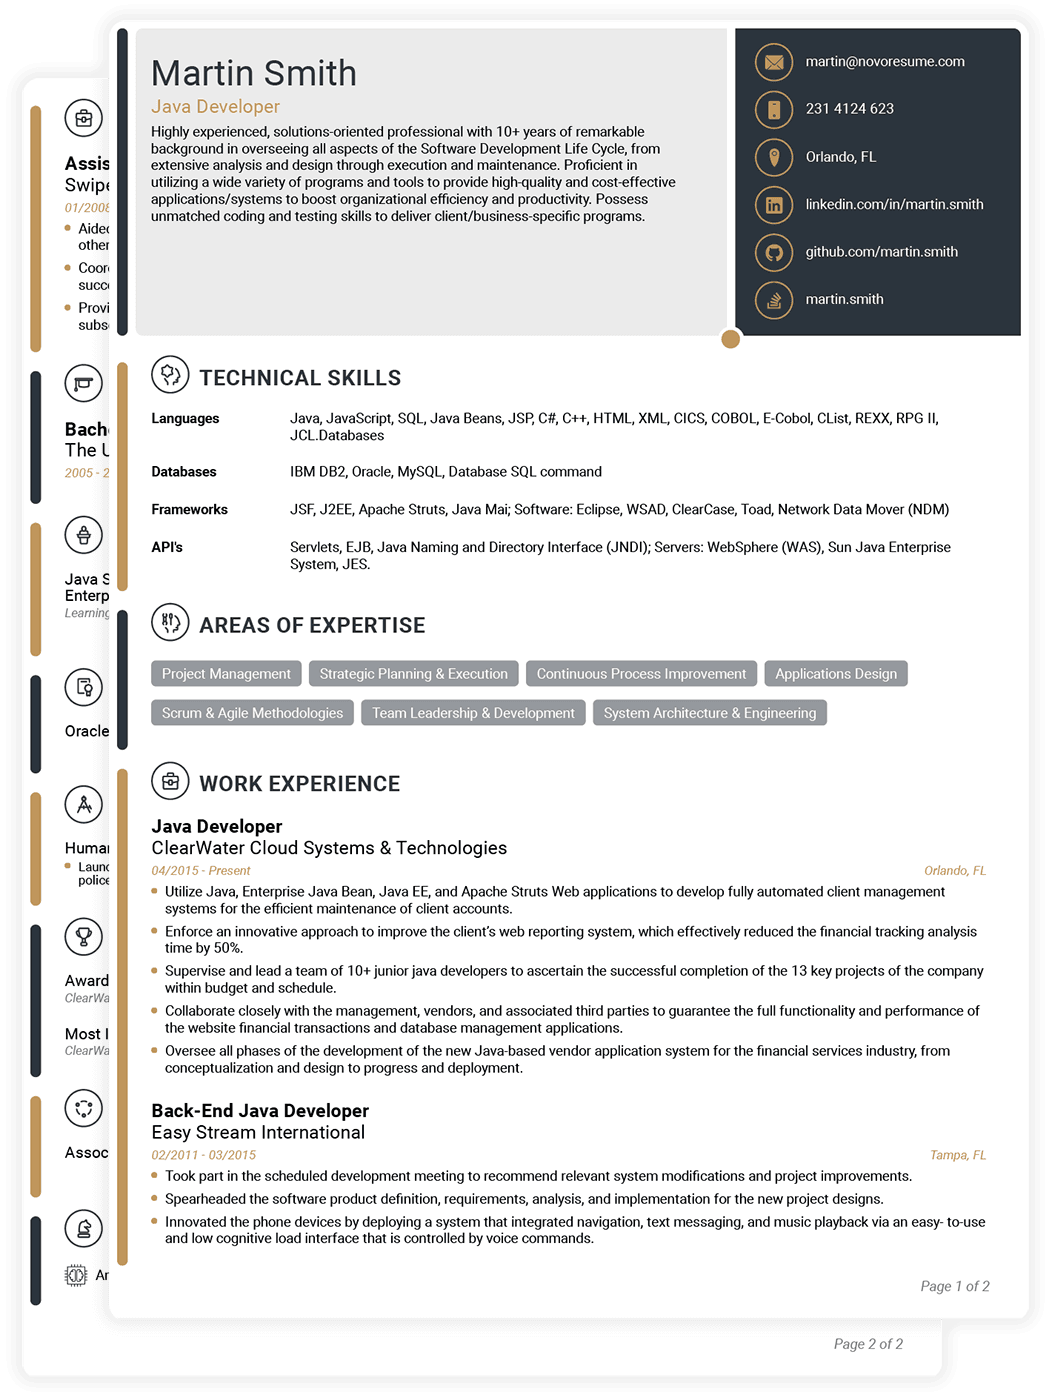 Martin Smith
Java Developer
Highly experienced, solutions-oriented professional with 10+ years of remarkable
background in overseeing all aspects of the Software Development Life Cycle, from
extensive analysis and design through execution and maintenance. Proficient in
utilizing a wide variety of programs and tools to provide high-quality and cost-effective
applications/systems to boost organizational efficiency and productivity. Possess
unmatched coding and testing skills to deliver client/business-specific programs.
martin@novoresume.com
231 4124 623
Orlando, FL
linkedin.com/in/martin.smith
github.com/martin.smith
martin.smith
TECHNICAL SKILLS
Languages Java, JavaScript, SQL, Java Beans, JSP, C#, C++, HTML, XML, CICS, COBOL, E-Cobol, CList, REXX, RPG II,
JCL.Databases
Databases IBM DB2, Oracle, MySQL, Database SQL command
Frameworks JSF, J2EE, Apache Struts, Java Mai; Software: Eclipse, WSAD, ClearCase, Toad, Network Data Mover (NDM)
API's Servlets, EJB, Java Naming and Directory Interface (JNDI); Servers: WebSphere (WAS), Sun Java Enterprise
System, JES.
AREAS OF EXPERTISE
Project Management Strategic Planning & Execution Continuous Process Improvement Applications Design
Scrum & Agile Methodologies Team Leadership & Development System Architecture & Engineering
WORK EXPERIENCE
Java Developer
ClearWater Cloud Systems & Technologies
04/2015 - Present Orlando, FL
Utilize Java, Enterprise Java Bean, Java EE, and Apache Struts Web applications to develop fully automated client management
systems for the efficient maintenance of client accounts.
Enforce an innovative approach to improve the client's web reporting system, which effectively reduced the financial tracking analysis
time by 50%.
Supervise and lead a team of 10+ junior java developers to ascertain the successful completion of the 13 key projects of the company
within budget and schedule.
Collaborate closely with the management, vendors, and associated third parties to guarantee the full functionality and performance of
the website financial transactions and database management applications.
Oversee all phases of the development of the new Java-based vendor application system for the financial services industry, from
conceptualization and design to progress and deployment.
Back-End Java Developer
Easy Stream International
02/2011 - 03/2015 Tampa, FL
Took part in the scheduled development meeting to recommend relevant system modifications and project improvements.
Spearheaded the software product definition, requirements, analysis, and implementation for the new project designs.
Innovated the phone devices by deploying a system that integrated navigation, text messaging, and music playback via an easy- to-use
and low cognitive load interface that is controlled by voice commands.
Page 1 of 2
Assis
Swipe
01/2008
Aided
other
Coor
succe
Provi
subs
Bach
The U
2005 - 2
Java S
Enterp
Learning
Oracle
Human
Launc
police
Award
ClearWa
Most I
ClearWa
Assoc
Ar
Page 2 of 2